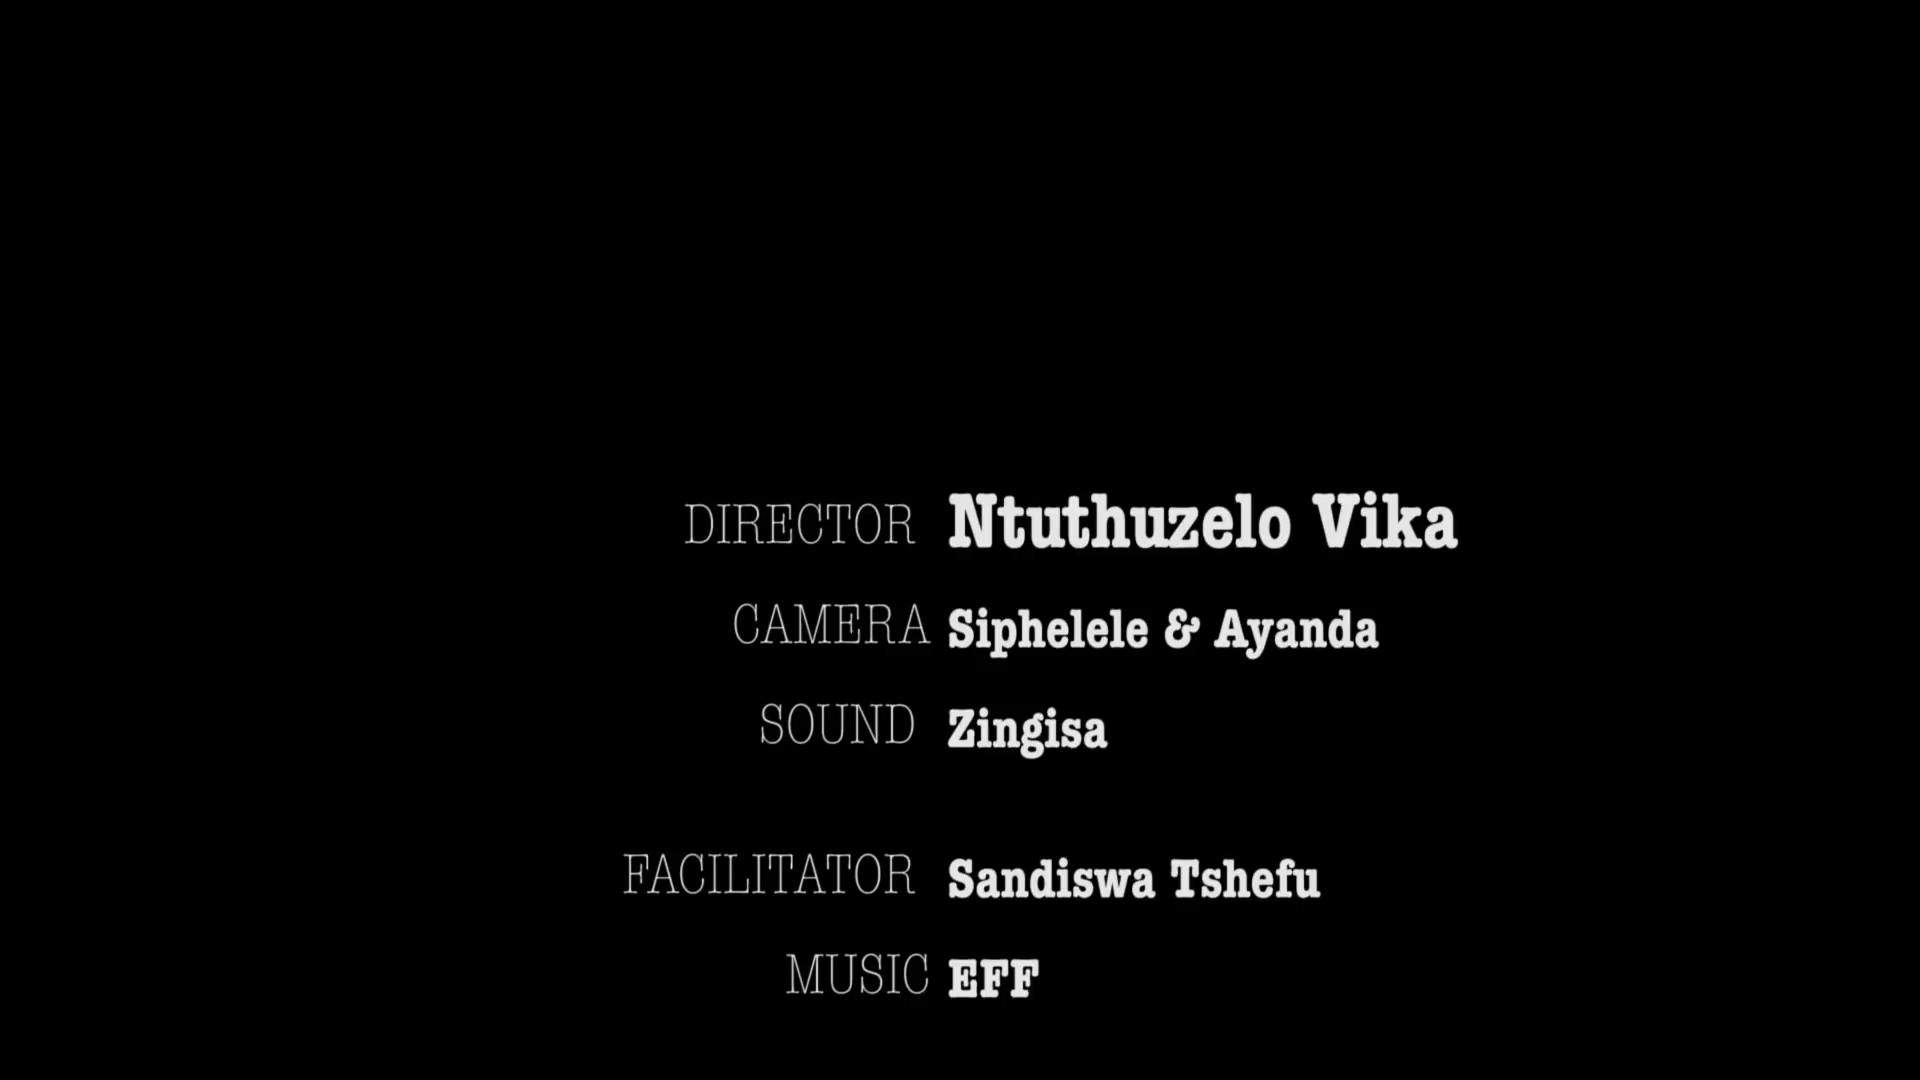 DIRECTOR Ntuthuzelo Vika
CAMERA Siphelele & Ayanda
SOUND Zingisa
FACILITATOR Sandiswa Tshefu
MUSIC EFF